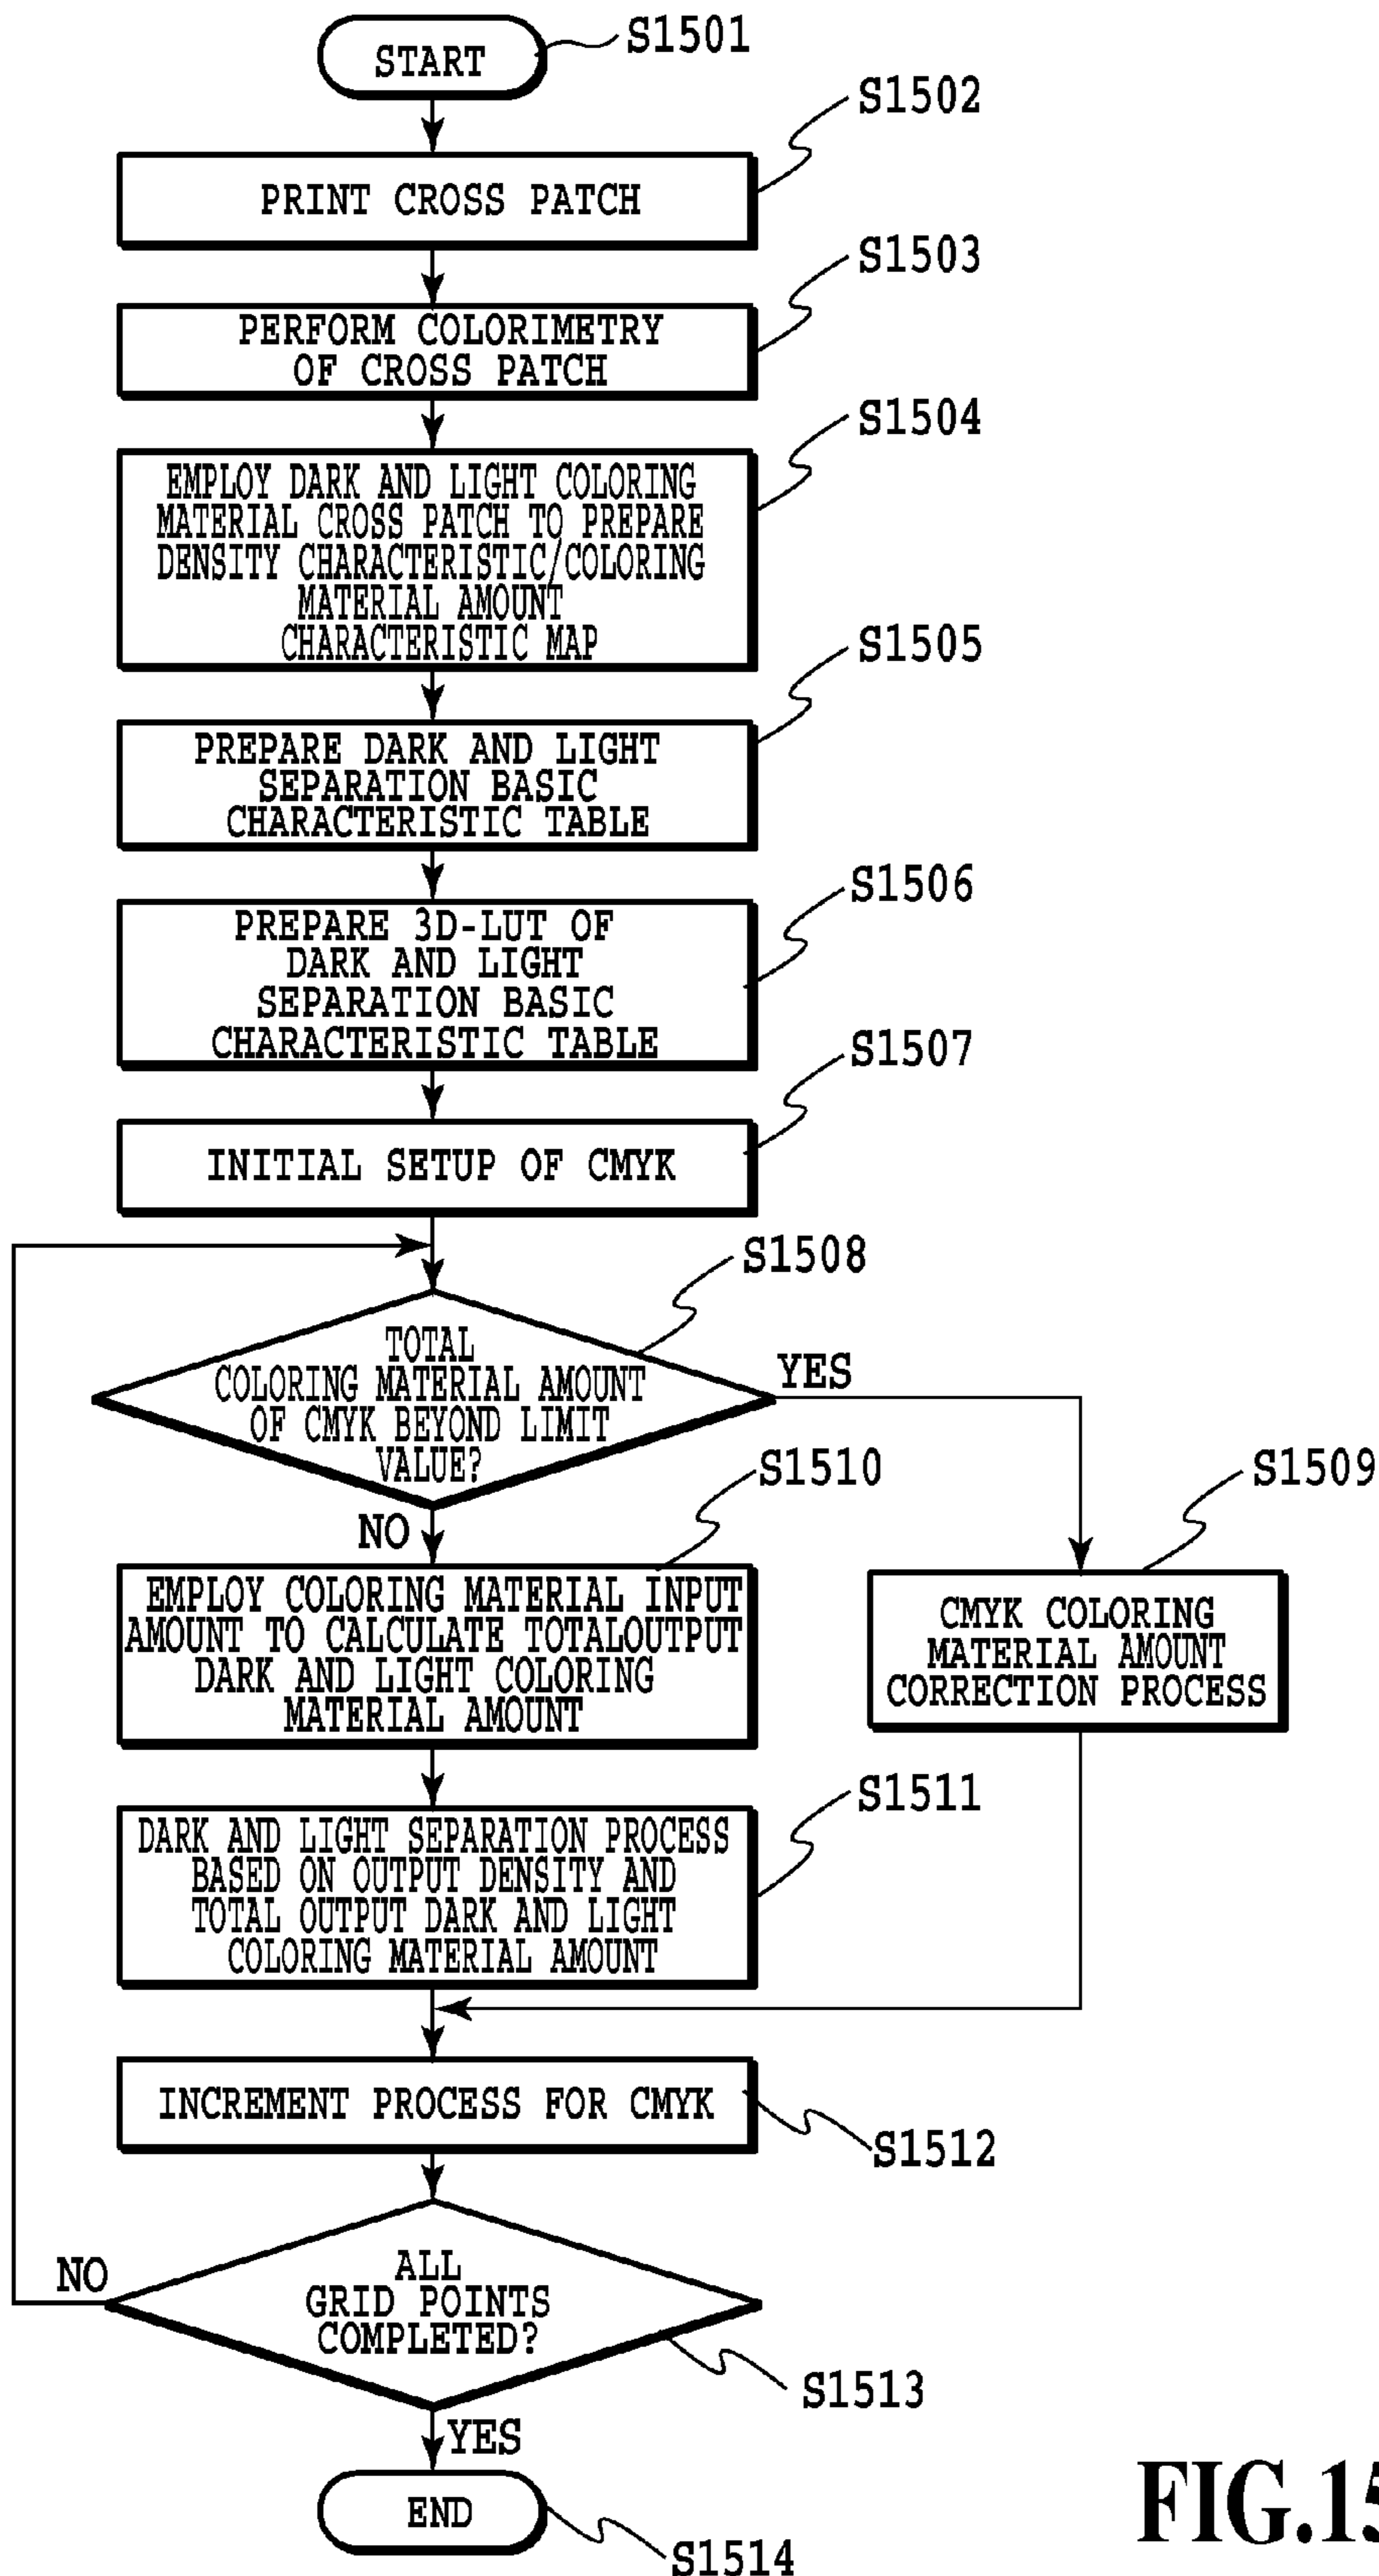 START
S1501
S1502
PRINT CROSS PATCH
S1503
PERFORM COLORIMETRY
OF CROSS PATCH
S1504
EMPLOY DARK AND LIGHT COLORING
MATERIAL CROSS PATCH TO PREPARE
DENSITY CHARACTERISTIC/COLORING
MATERIAL AMOUNT
CHARACTERISTIC MAP
S1505
PREPARE DARK AND LIGHT
SEPARATION BASIC
CHARACTERISTIC TABLE
S1506
PREPARE 3D-LUT OF
DARK AND LIGHT
SEPARATION BASIC
CHARACTERISTIC TABLE
S1507
INITIAL SETUP OF CMYK
S1508
TOTAL
COLORING MATERIAL AMOUNT
OF CMYK BEYOND LIMIT
VALUE?
YES
NO
S1510
EMPLOY COLORING MATERIAL INPUT
AMOUNT TO CALCULATE TOTALOUTPUT
DARK AND LIGHT COLORING
MATERIAL AMOUNT
S1509
CMYK COLORING
MATERIAL AMOUNT
CORRECTION PROCESS
S1511
DARK AND LIGHT SEPARATION PROCESS
BASED ON OUTPUT DENSITY AND
TOTAL OUTPUT DARK AND LIGHT
COLORING MATERIAL AMOUNT
INCREMENT PROCESS FOR CMYK
S1512
NO
ALL
GRID POINTS
COMPLETED?
S1513
YES
END
S1514
FIG.15